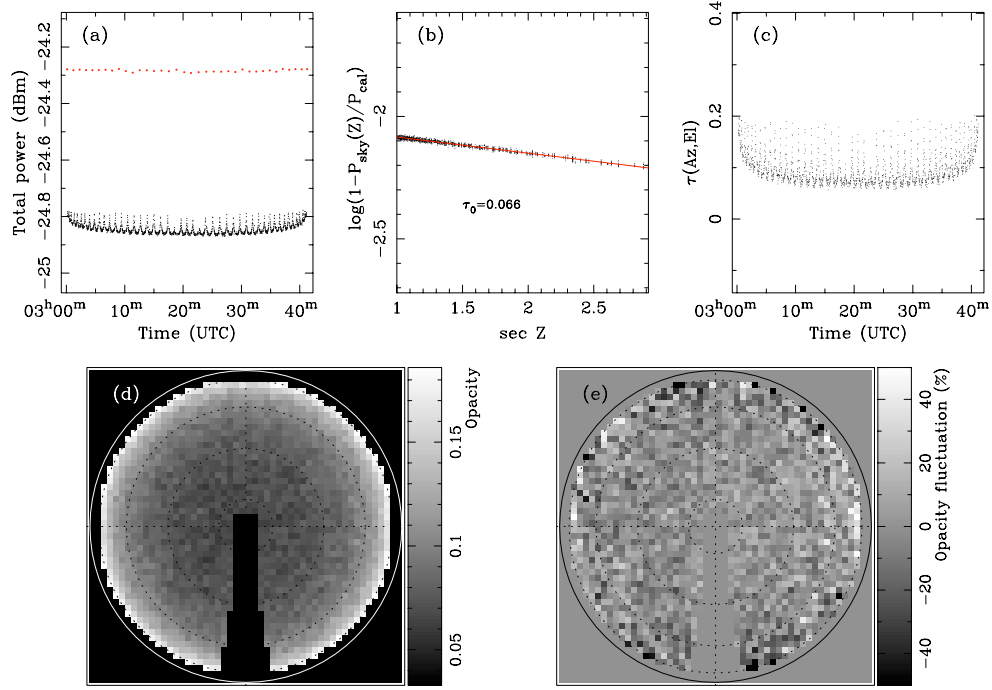 (a)
Total power (dBm)
−24.2
−24.4
−24.6
−24.8
−25
03ʰ00ᵐ 10ᵐ 20ᵐ 30ᵐ 40ᵐ
Time (UTC)
(b)
log(1−P_sky(Z)/P_cal)
−2
−2.5
τ₀=0.066
1 1.5 2 2.5
sec Z
(c)
τ(Az,El)
0.4
0.2
0
03ʰ00ᵐ 10ᵐ 20ᵐ 30ᵐ 40ᵐ
Time (UTC)
(d)
Opacity
0.15
0.1
0.05
(e)
Opacity fluctuation (%)
40
20
0
−20
−40